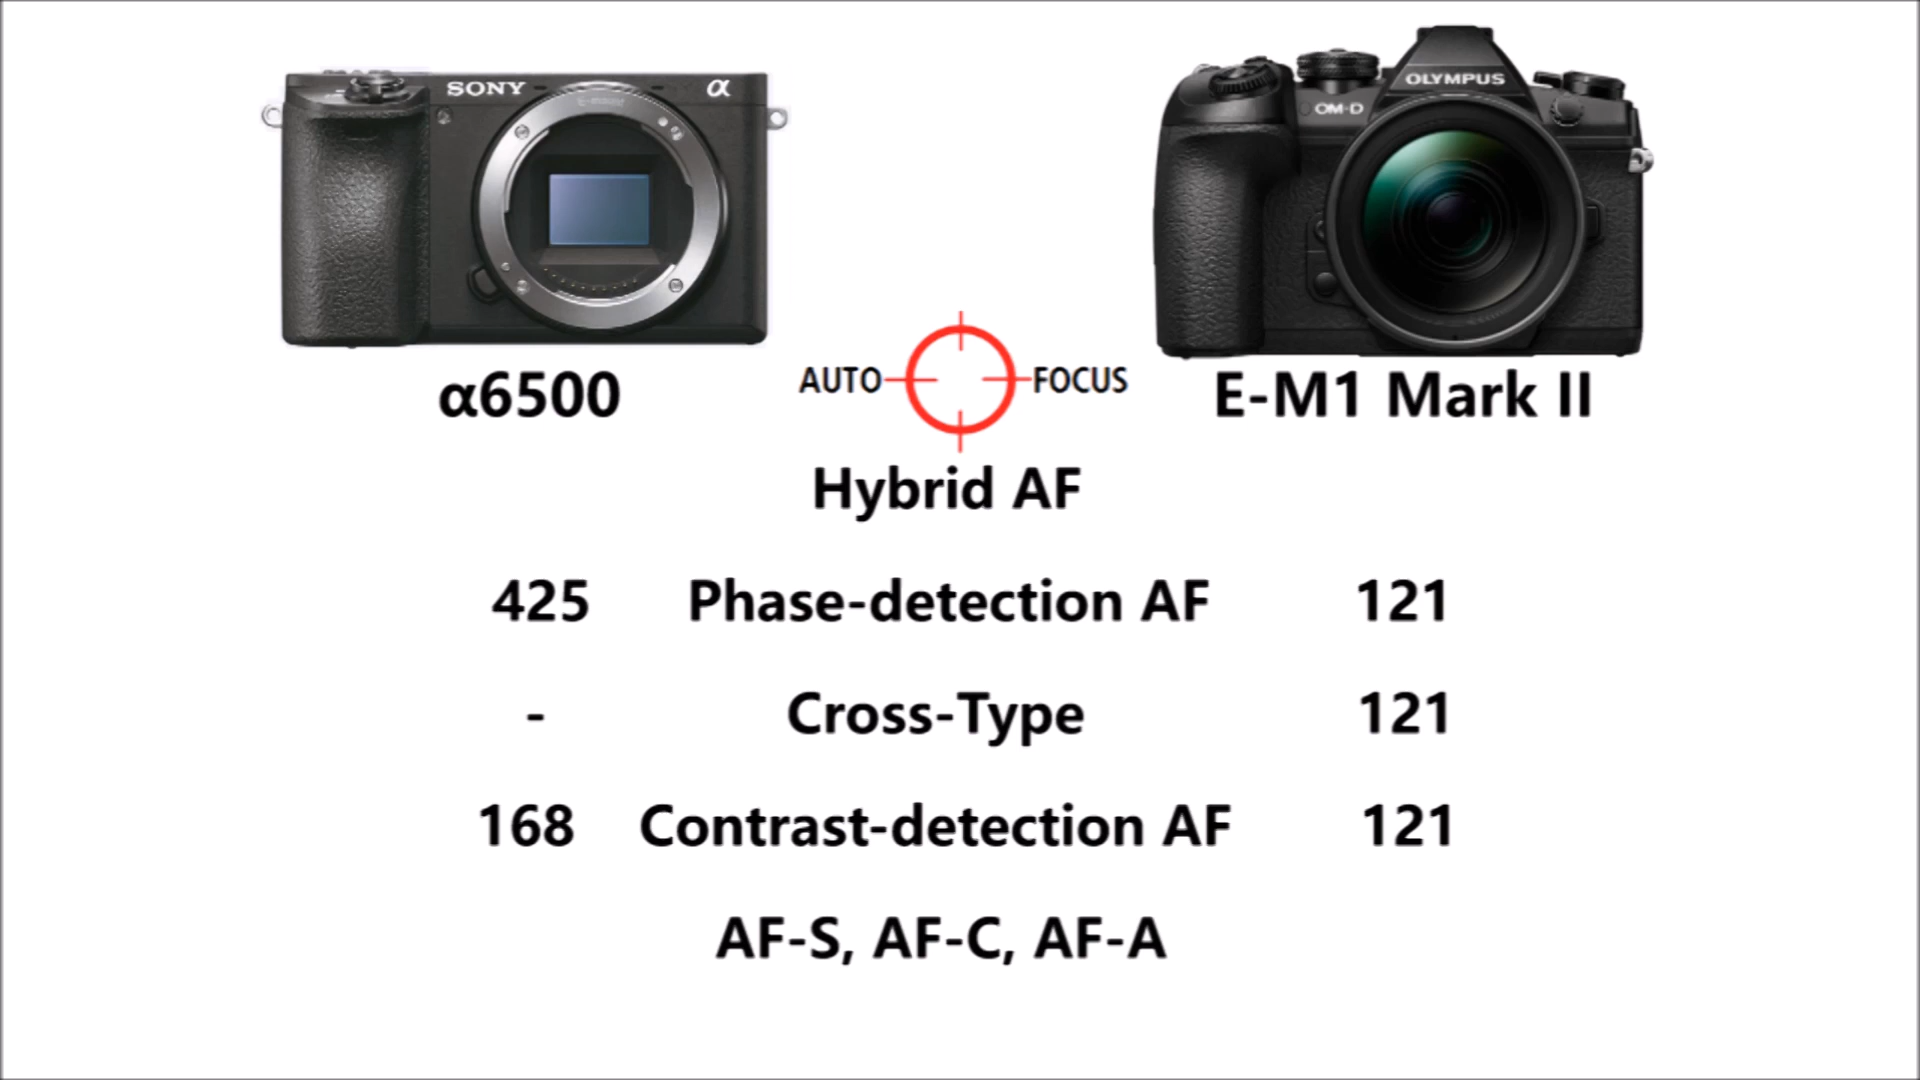 SONY α
E-mount
OLYMPUS
OM-D
α6500
AUTO FOCUS
E-M1 Mark II
Hybrid AF
425 Phase-detection AF 121
- Cross-Type 121
168 Contrast-detection AF 121
AF-S, AF-C, AF-A